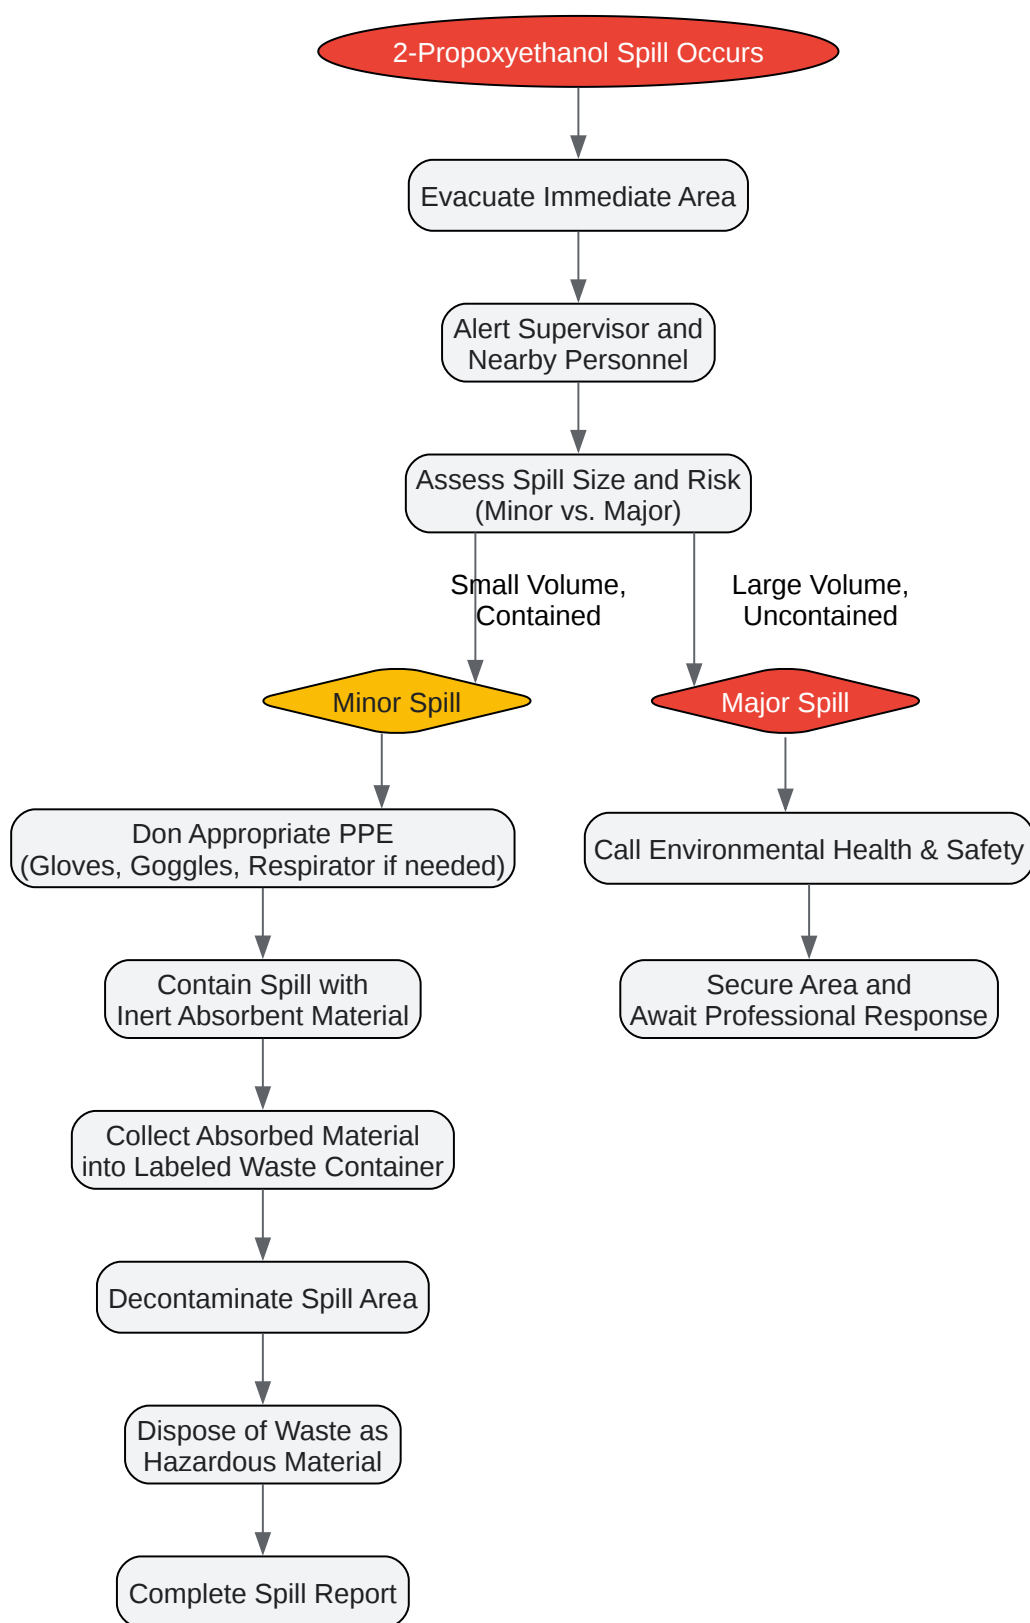 2-Propoxyethanol Spill Occurs
Evacuate Immediate Area
Alert Supervisor and
Nearby Personnel
Assess Spill Size and Risk
(Minor vs. Major)
Small Volume,
Contained
Large Volume,
Uncontained
Minor Spill
Major Spill
Don Appropriate PPE
(Gloves, Goggles, Respirator if needed)
Call Environmental Health & Safety
Contain Spill with
Inert Absorbent Material
Secure Area and
Await Professional Response
Collect Absorbed Material
into Labeled Waste Container
Decontaminate Spill Area
Dispose of Waste as
Hazardous Material
Complete Spill Report